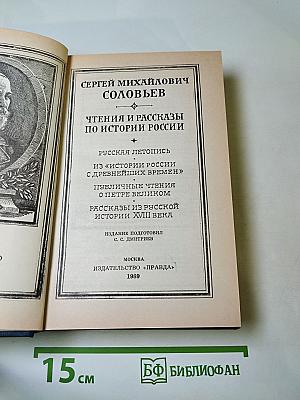 СЕРГЕЙ МИХАЙЛОВИЧ
СОЛОВЬЕВ
ЧТЕНИЯ И РАССКАЗЫ
ПО ИСТОРИИ РОССИИ
РУССКАЯ ЛЕТОПИСЬ
ИЗ «ИСТОРИИ РОССИИ
С ДРЕВНЕЙШИХ ВРЕМЕН»
ПУБЛИЧНЫЕ ЧТЕНИЯ
О ПЕТРЕ ВЕЛИКОМ
РАССКАЗЫ ИЗ РУССКОЙ
ИСТОРИИ XVIII ВЕКА
ИЗДАНИЕ ПОДГОТОВИЛ
С. С. ДМИТРИЕВ
МОСКВА
ИЗДАТЕЛЬСТВО «ПРАВДА»
1989
15 см
БФ БИБЛИОФАН